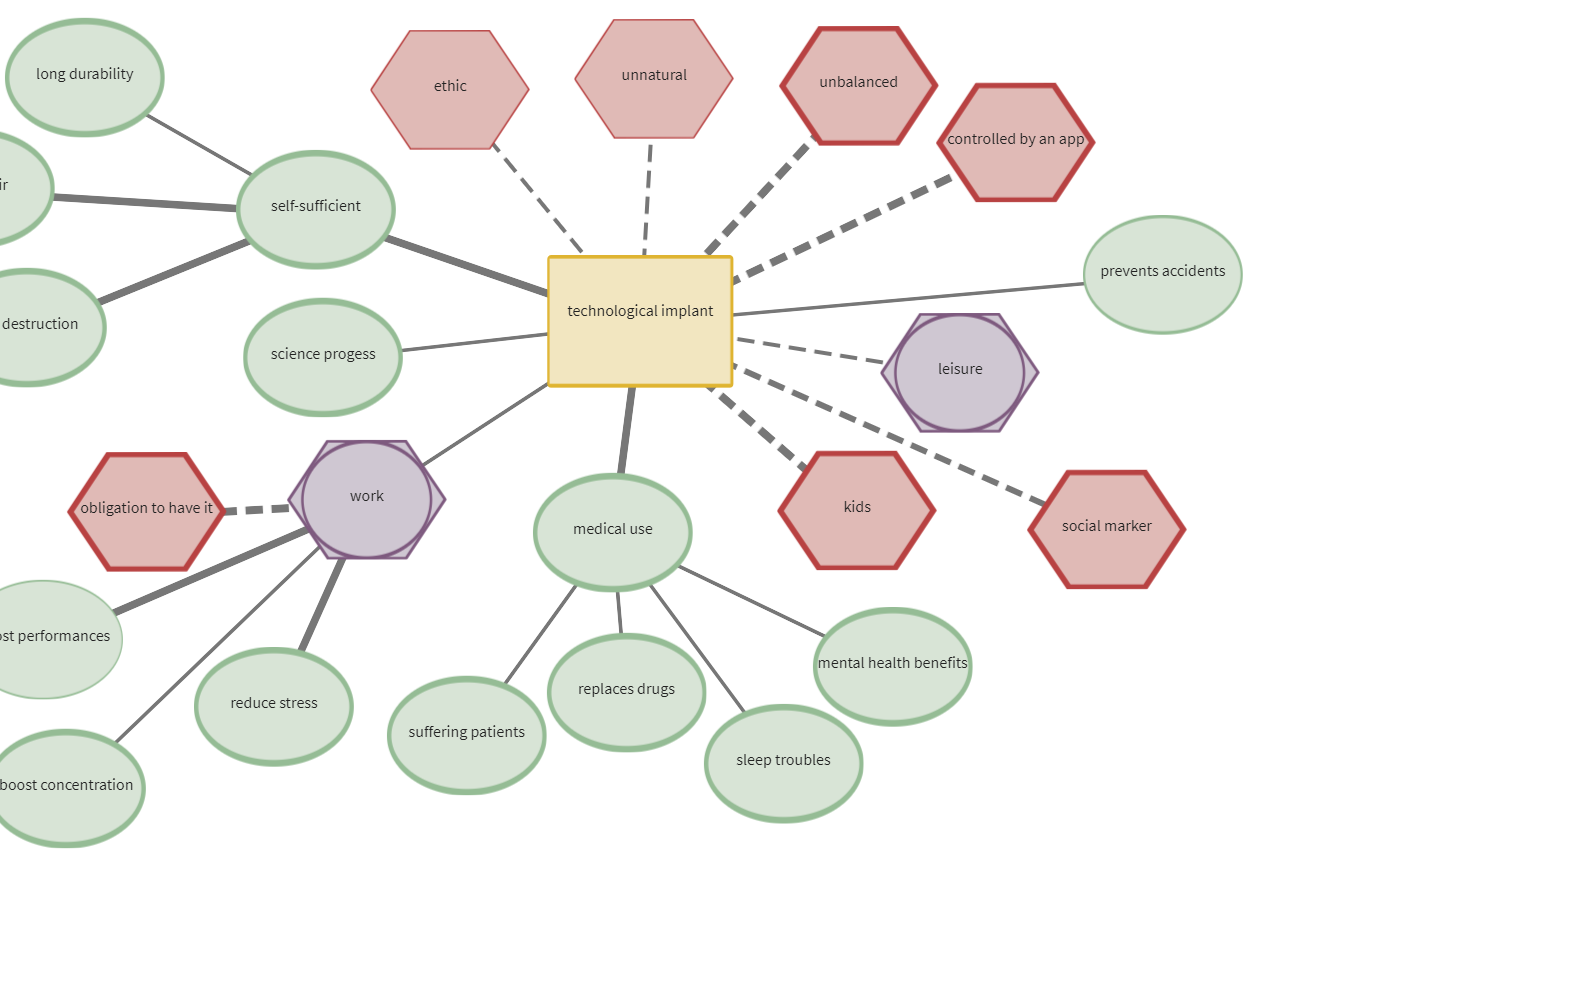 long durability
ethic
unnatural
unbalanced
controlled by an app
self-sufficient
prevents accidents
technological implant
destruction
science progess
leisure
work
obligation to have it
kids
medical use
social marker
performances
mental health benefits
replaces drugs
reduce stress
suffering patients
sleep troubles
boost concentration